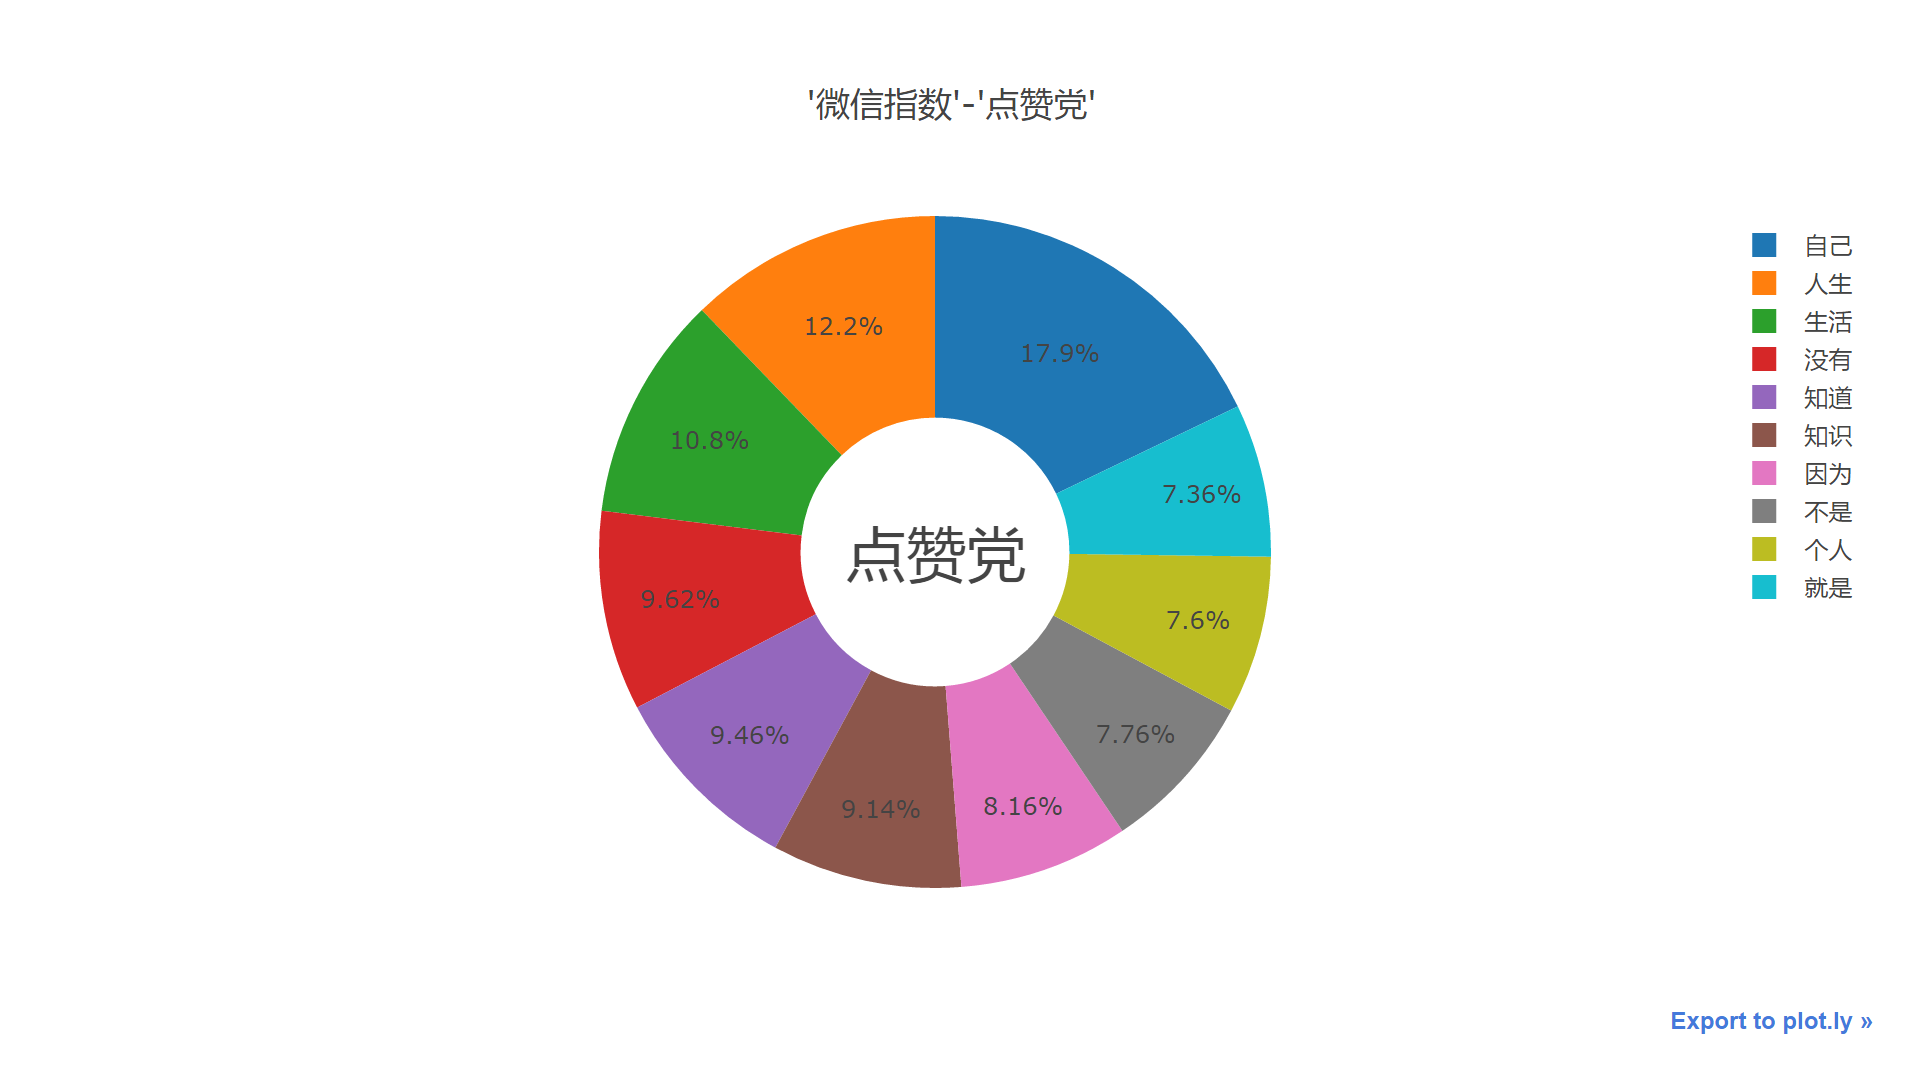 '微信指数'-'点赞党'
12.2%
17.9%
10.8%
7.36%
点赞党
9.62%
7.6%
9.46%
7.76%
9.14%
8.16%
自己
人生
生活
没有
知道
知识
因为
不是
个人
就是
Export to plot.ly »